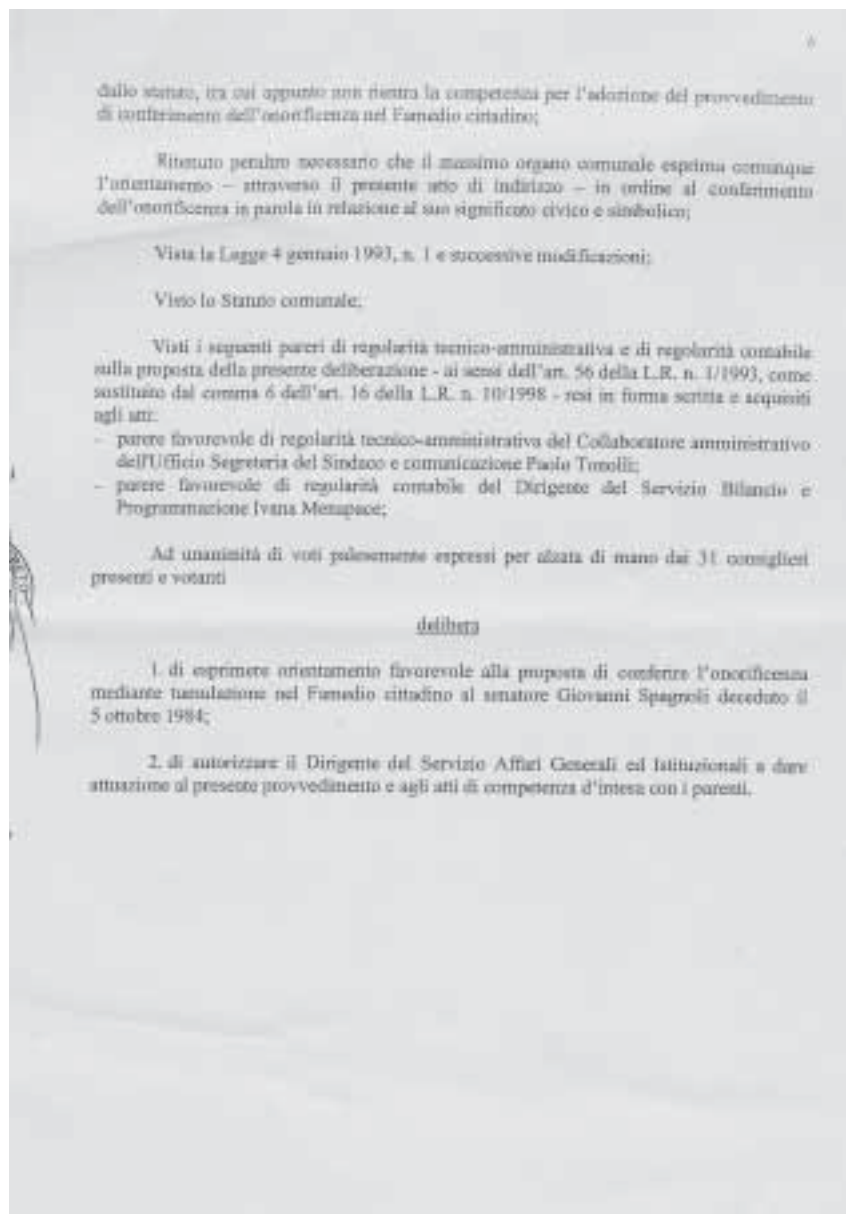 6
dallo statuto, tra cui appunto non rientra la competenza per l'adozione del provvedimento
di conferimento dell'onorificenza nel Famedio cittadino;
Ritenuto peraltro necessario che il massimo organo comunale esprima comunque
l'orientamento – attraverso il presente atto di indirizzo – in ordine al conferimento
dell'onorificenza in parola in relazione al suo significato civico e simbolico;
Vista la Legge 4 gennaio 1993, n. 1 e successive modificazioni;
Visto lo Statuto comunale;
Visti i seguenti pareri di regolarità tecnico-amministrativa e di regolarità contabile
sulla proposta della presente deliberazione - ai sensi dell'art. 56 della L.R. n. 1/1993, come
sostituito dal comma 6 dell'art. 16 della L.R. n. 10/1998 - resi in forma scritta e acquisiti
agli atti:
– parere favorevole di regolarità tecnico-amministrativa del Collaboratore amministrativo
dell'Ufficio Segreteria del Sindaco e comunicazione Paolo Tonolli;
– parere favorevole di regolarità contabile del Dirigente del Servizio Bilancio e
Programmazione Ivana Menapace;
Ad unanimità di voti palesemente espressi per alzata di mano dai 31 consiglieri
presenti e votanti
delibera
1. di esprimere orientamento favorevole alla proposta di conferire l'onorificenza
mediante tumulazione nel Famedio cittadino al senatore Giovanni Spagnolli deceduto il
5 ottobre 1984;
2. di autorizzare il Dirigente del Servizio Affari Generali ed Istituzionali a dare
attuazione al presente provvedimento e agli atti di competenza d'intesa con i parenti.